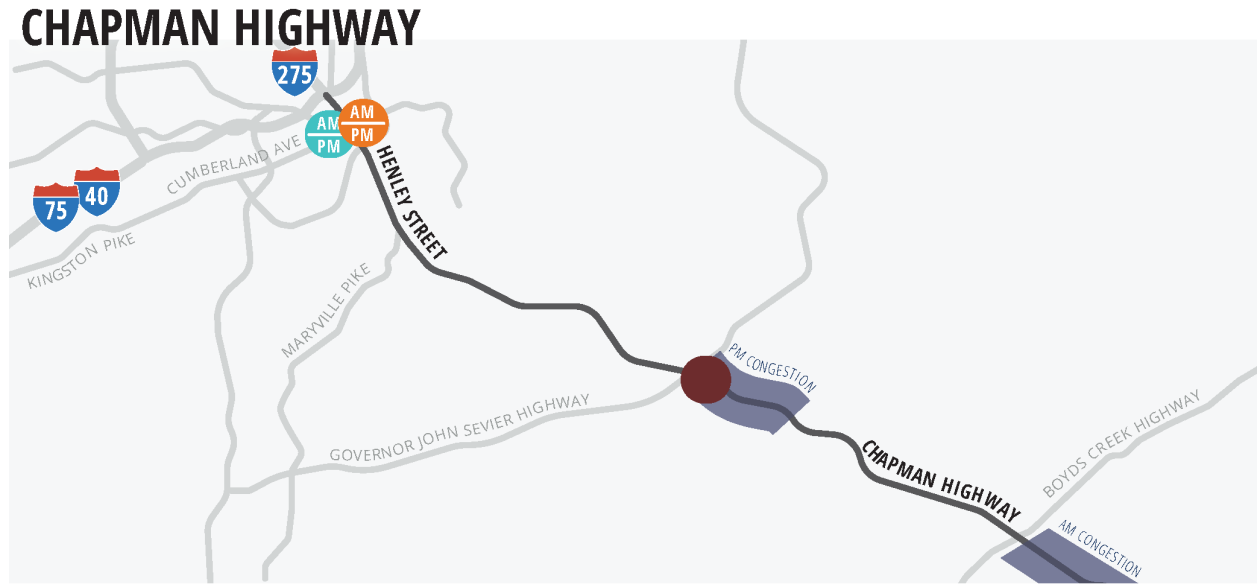 CHAPMAN HIGHWAY
275
AM
PM
AM
PM
CUMBERLAND AVE
HENLEY STREET
75
40
KINGSTON PIKE
MARYVILLE PIKE
PM CONGESTION
GOVERNOR JOHN SEVIER HIGHWAY
BOYDS CREEK HIGHWAY
CHAPMAN HIGHWAY
AM CONGESTION